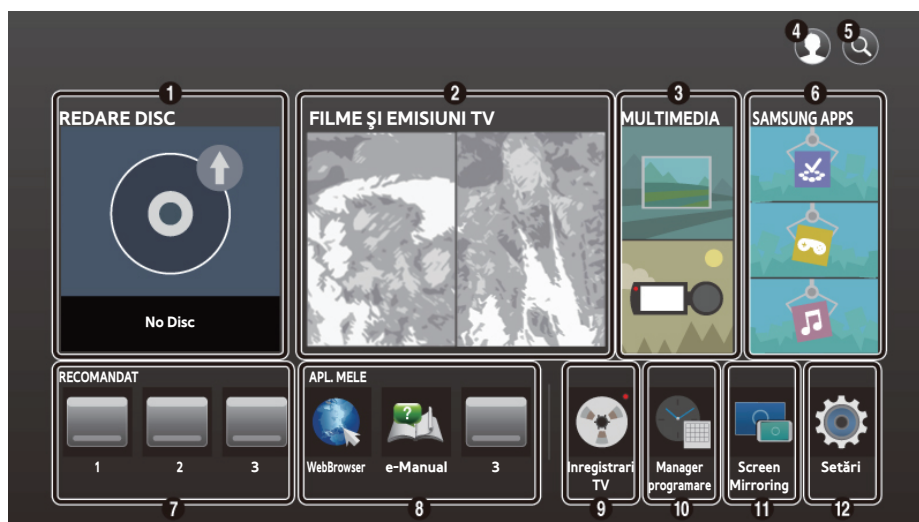 4 5
1 2 3 6
REDARE DISC FILME ŞI EMISIUNI TV MULTIMEDIA SAMSUNG APPS
No Disc
RECOMANDAT APL. MELE
1 2 3 WebBrowser e-Manual 3
Inregistrari
TV
Manager
programare
Screen
Mirroring
Setări
7 8 9 10 11 12